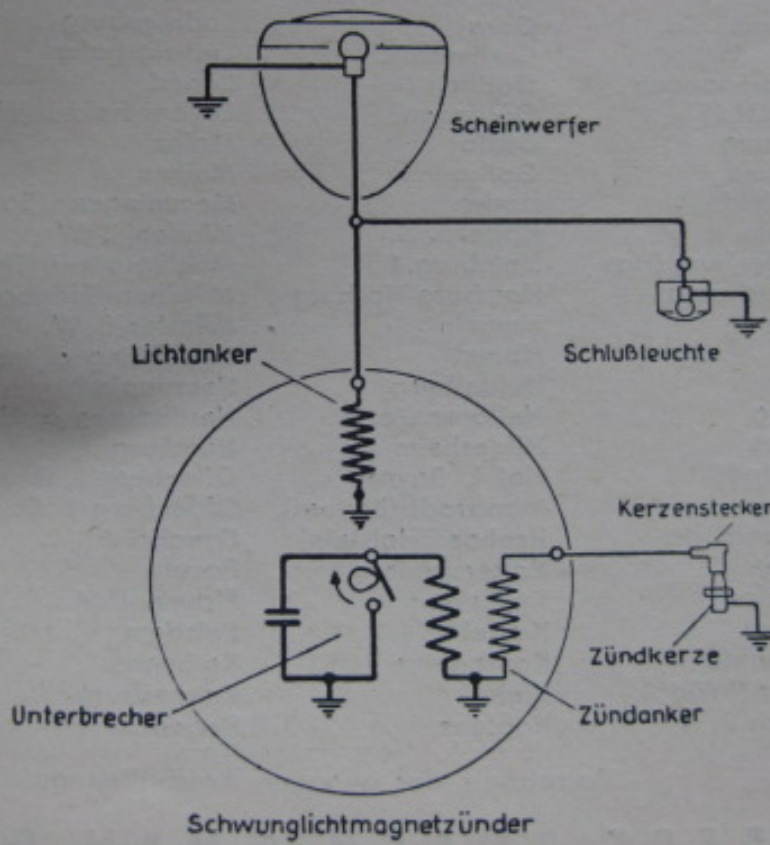 Scheinwerfer
Lichtanker
Schlußleuchte
Kerzenstecker
Zündkerze
Unterbrecher
Zündanker
Schwunglichtmagnetzünder